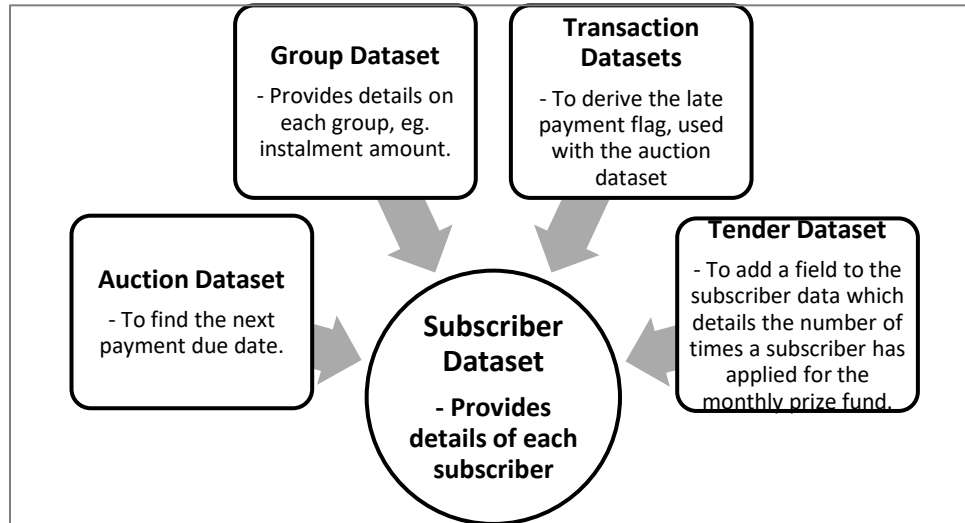 Group Dataset
- Provides details on
each group, eg.
instalment amount.
Transaction
Datasets
- To derive the late
payment flag, used
with the auction
dataset
Auction Dataset
- To find the next
payment due date.
Tender Dataset
- To add a field to the
subscriber data which
details the number of
times a subscriber has
applied for the
monthly prize fund.
Subscriber
Dataset
- Provides
details of each
subscriber